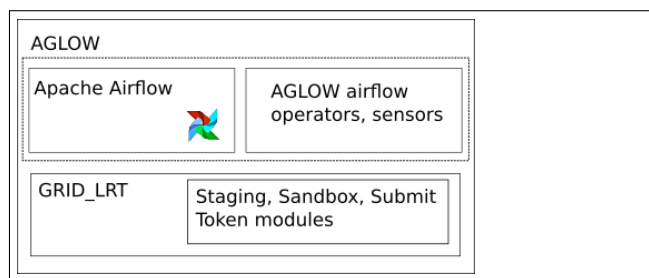 AGLOW
Apache Airflow
AGLOW airflow
operators, sensors
GRID_LRT
Staging, Sandbox, Submit
Token modules